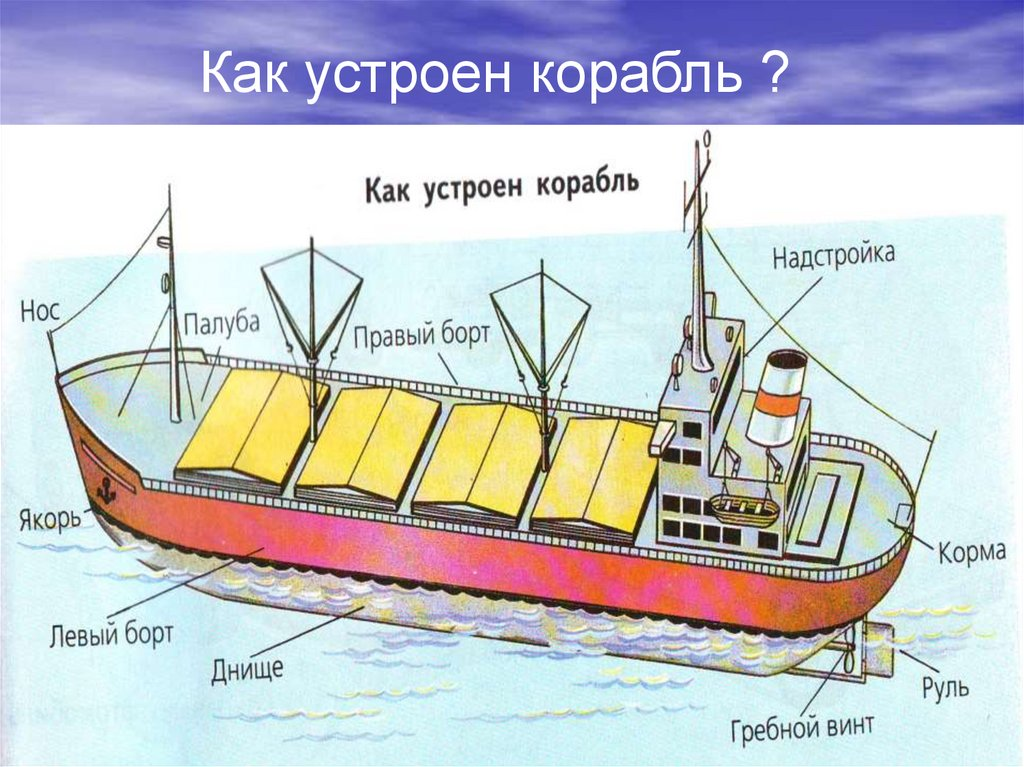 Как устроен корабль ?
Как устроен корабль
Надстройка
Нос
Палуба
Правый борт
Якорь
Корма
Левый борт
Днище
Руль
Гребной винт